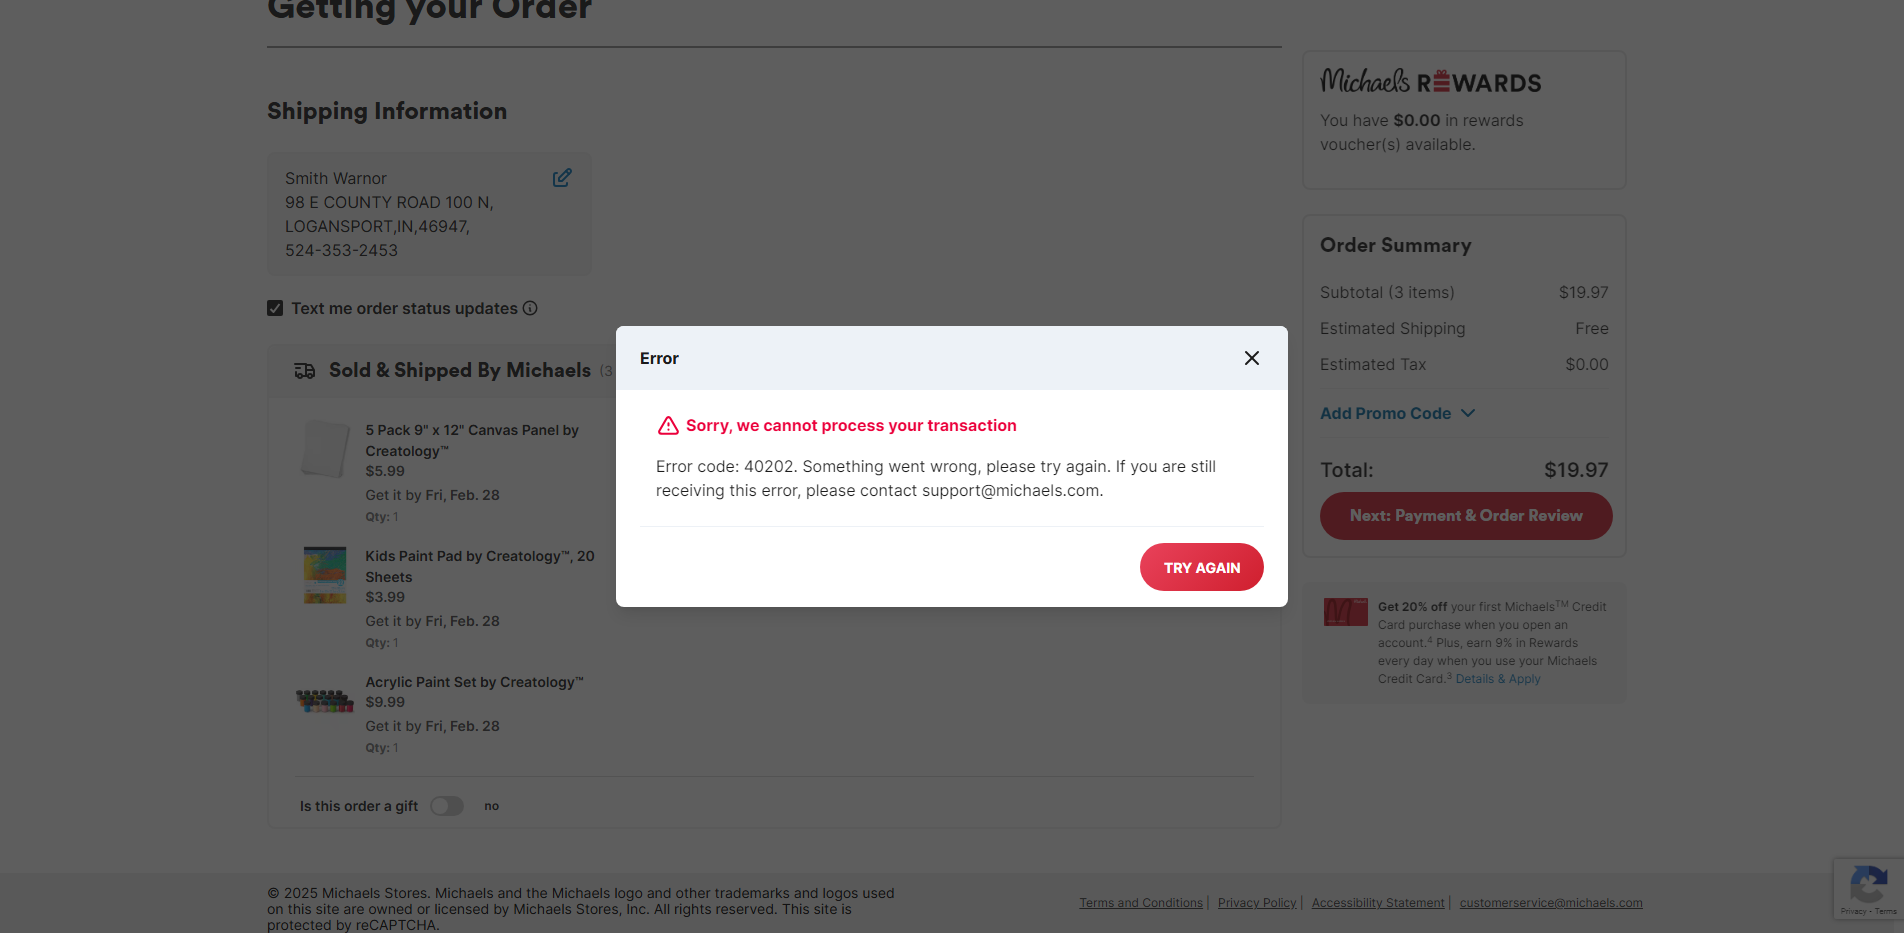 Getting your Order
Shipping Information
Smith Warnor
98 E COUNTY ROAD 100 N,
LOGANSPORT,IN,46947,
524-353-2453
Text me order status updates
Sold & Shipped By Michaels (3
5 Pack 9" x 12" Canvas Panel by
Creatology™
$5.99
Get it by Fri, Feb. 28
Qty: 1
Kids Paint Pad by Creatology™, 20
Sheets
$3.99
Get it by Fri, Feb. 28
Qty: 1
Acrylic Paint Set by Creatology™
$9.99
Get it by Fri, Feb. 28
Qty: 1
Is this order a gift no
Error
Sorry, we cannot process your transaction
Error code: 40202. Something went wrong, please try again. If you are still
receiving this error, please contact support@michaels.com.
TRY AGAIN
Michaels REWARDS
You have $0.00 in rewards
voucher(s) available.
Order Summary
Subtotal (3 items) $19.97
Estimated Shipping Free
Estimated Tax $0.00
Add Promo Code
Total: $19.97
Next: Payment & Order Review
Get 20% off your first Michaels™ Credit
Card purchase when you open an
account.⁴ Plus, earn 9% in Rewards
every day when you use your Michaels
Credit Card.³ Details & Apply
© 2025 Michaels Stores. Michaels and the Michaels logo and other trademarks and logos used
on this site are owned or licensed by Michaels Stores, Inc. All rights reserved. This site is
protected by reCAPTCHA.
Terms and Conditions | Privacy Policy | Accessibility Statement | customerservice@michaels.com
Privacy - Terms